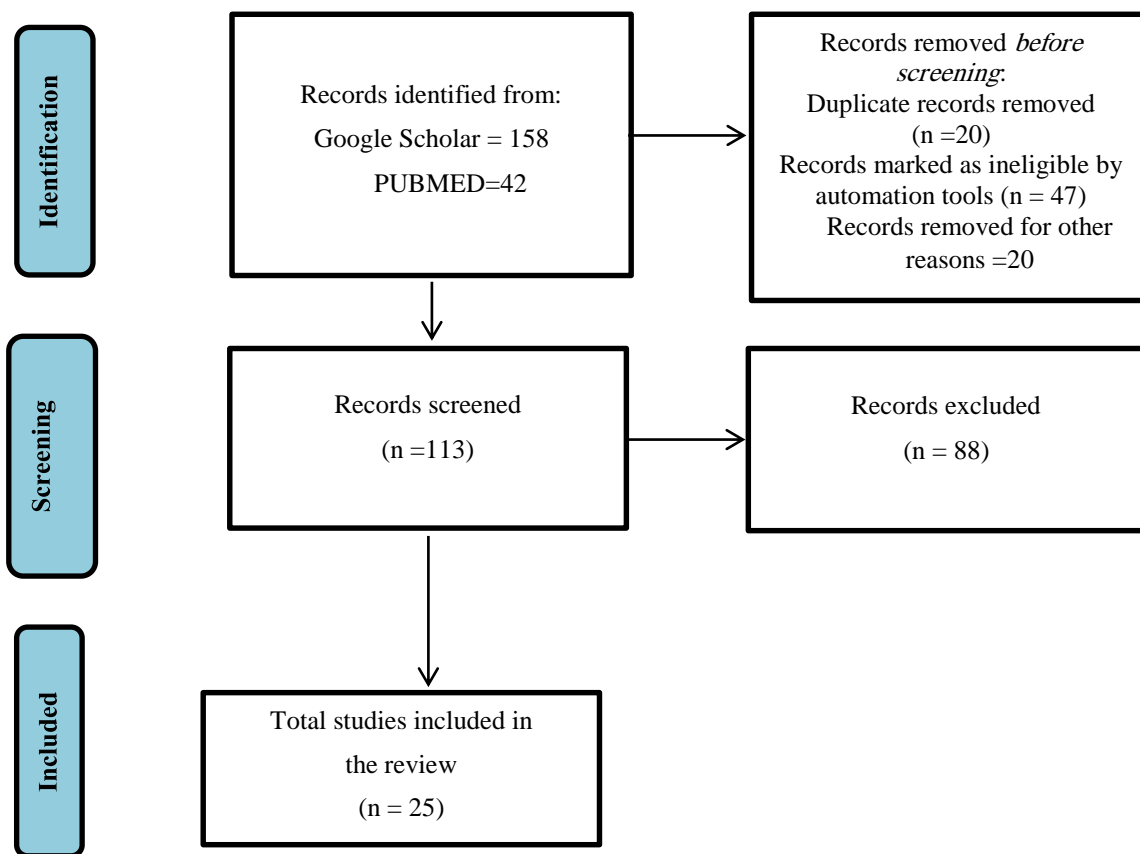 Identification
Records identified from:
Google Scholar = 158
PUBMED=42
Records removed before
screening:
Duplicate records removed
(n =20)
Records marked as ineligible by
automation tools (n = 47)
Records removed for other
reasons =20
Screening
Records screened
(n =113)
Records excluded
(n = 88)
Included
Total studies included in
the review
(n = 25)